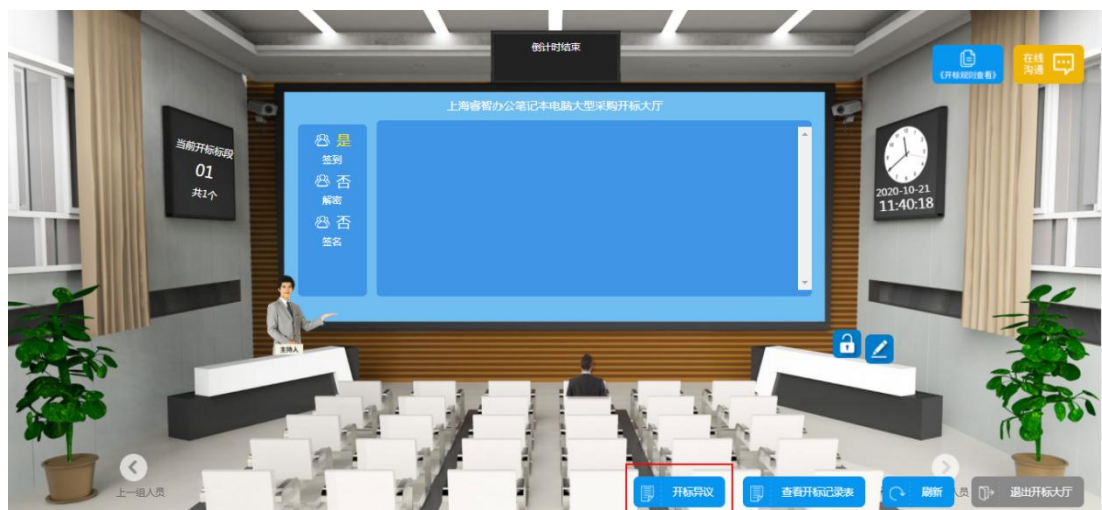 倒计时结束
《开标规则查看》
在线
沟通
上海睿智办公笔记本电脑大型采购开标大厅
当前开标标段
01
共1个
是
签到
否
解密
否
签名
2020-10-21
11:40:18
主持人
上一组人员
开标异议
查看开标记录表
刷新
员
退出开标大厅